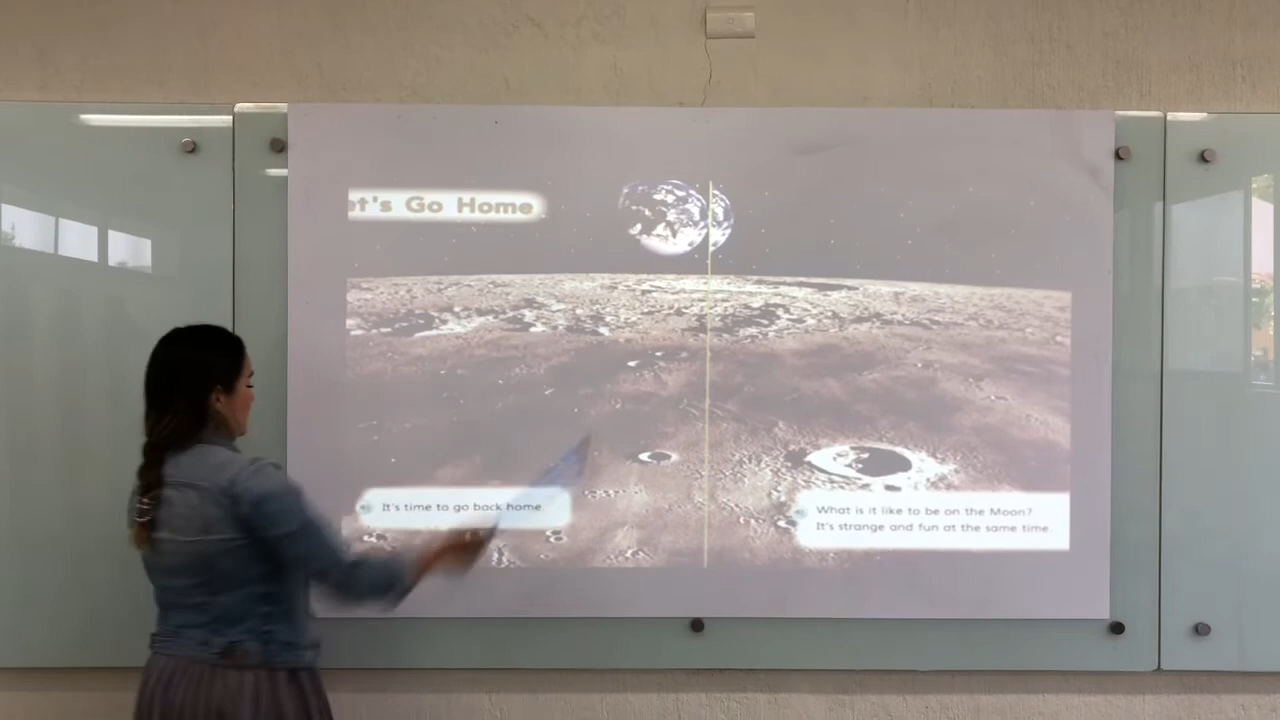 et's Go Home
It's time to go back home.
What is it like to be on the Moon?
It's strange and fun at the same time.